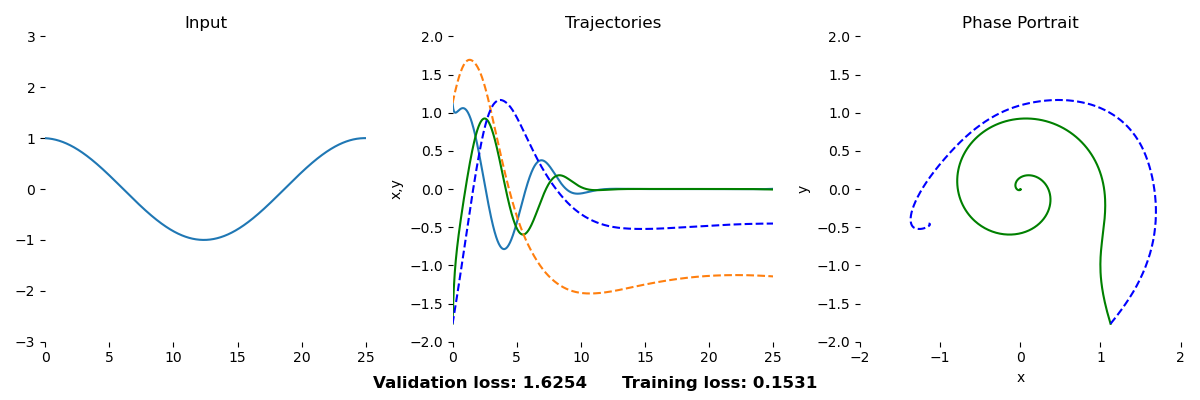 Input
3
2
1
0
−1
−2
−3
0 5 10 15 20 25
Trajectories
x,y
2.0
1.5
1.0
0.5
0.0
−0.5
−1.0
−1.5
−2.0
0 5 10 15 20 25
Phase Portrait
y
2.0
1.5
1.0
0.5
0.0
−0.5
−1.0
−1.5
−2.0
−2 −1 0 1 2
x
Validation loss: 1.6254 Training loss: 0.1531